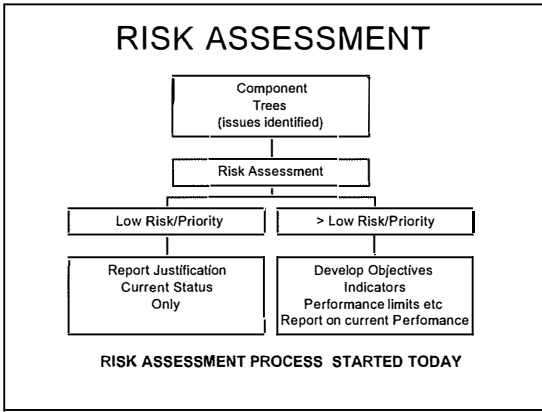 RISK ASSESSMENT
Component
Trees
(issues identified)
Risk Assessment
Low Risk/Priority
> Low Risk/Priority
Report Justification
Current Status
Only
Develop Objectives
Indicators
Performance limits etc
Report on current Perfomance
RISK ASSESSMENT PROCESS STARTED TODAY